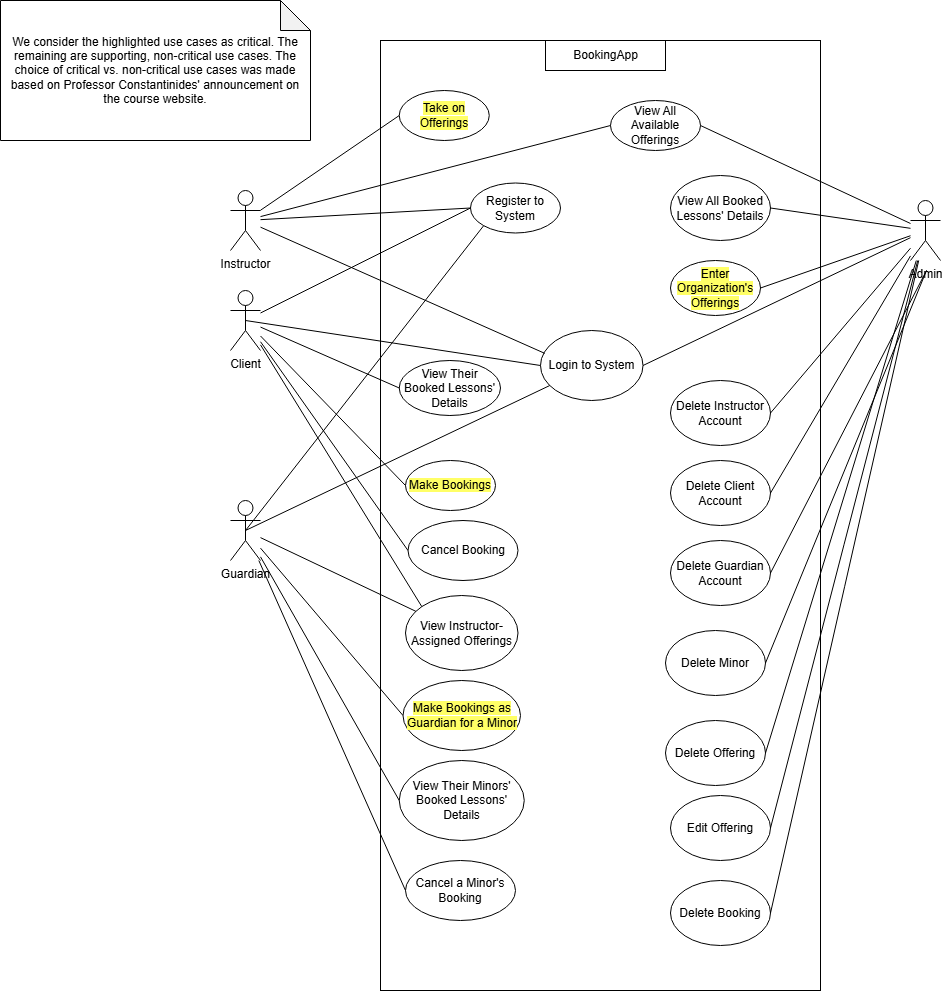 We consider the highlighted use cases as critical. The
remaining are supporting, non-critical use cases. The
choice of critical vs. non-critical use cases was made
based on Professor Constantinides' announcement on
the course website.
BookingApp
Take on
Offerings
View All
Available
Offerings
Register to
System
View All Booked
Lessons' Details
Instructor
Admin
Enter
Organization's
Offerings
Client
Login to System
View Their
Booked Lessons'
Details
Delete Instructor
Account
Make Bookings
Delete Client
Account
Cancel Booking
Guardian
Delete Guardian
Account
View Instructor-
Assigned Offerings
Delete Minor
Make Bookings as
Guardian for a Minor
Delete Offering
View Their Minors'
Booked Lessons'
Details
Edit Offering
Cancel a Minor's
Booking
Delete Booking